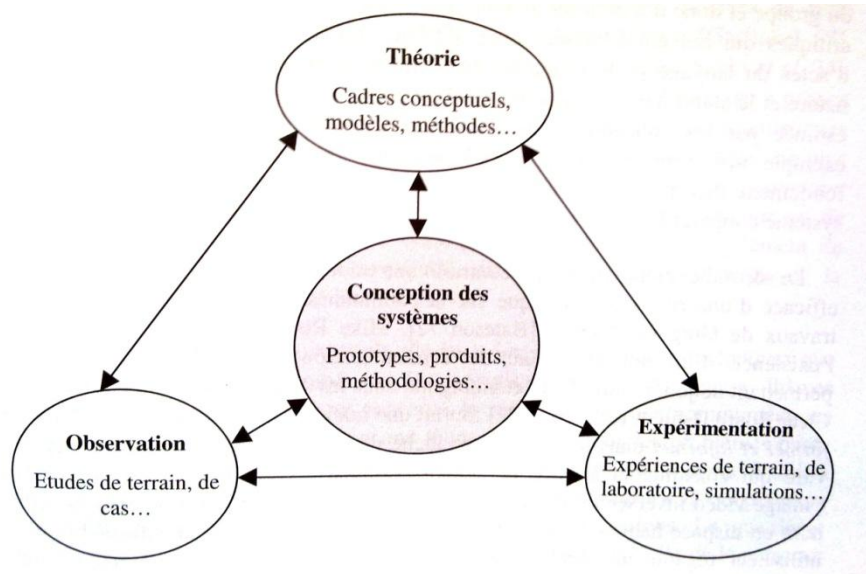 Théorie
Cadres conceptuels,
modèles, méthodes…
Conception des
systèmes
Prototypes, produits,
méthodologies…
Observation
Etudes de terrain, de
cas…
Expérimentation
Expériences de terrain, de
laboratoire, simulations…